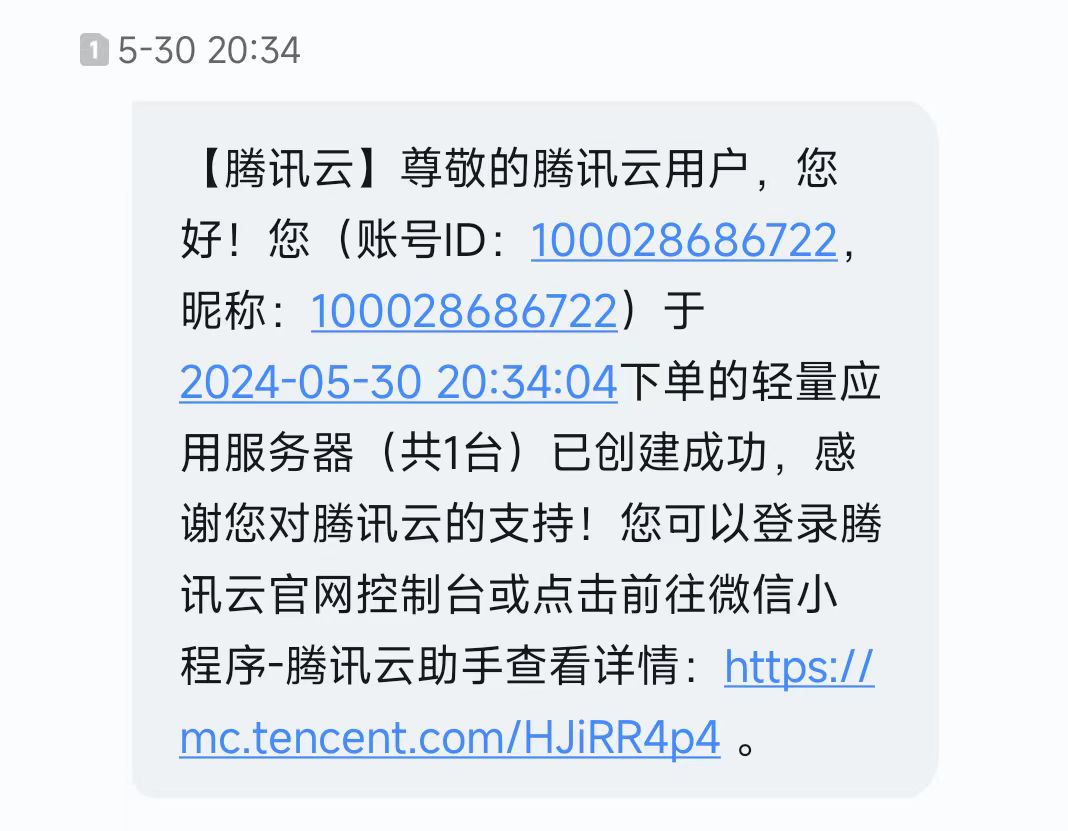 1 5-30 20:34
【腾讯云】尊敬的腾讯云用户，您
好！您（账号ID：100028686722，
昵称：100028686722）于
2024-05-30 20:34:04下单的轻量应
用服务器（共1台）已创建成功，感
谢您对腾讯云的支持！您可以登录腾
讯云官网控制台或点击前往微信小
程序-腾讯云助手查看详情：https://
mc.tencent.com/HJiRR4p4 。